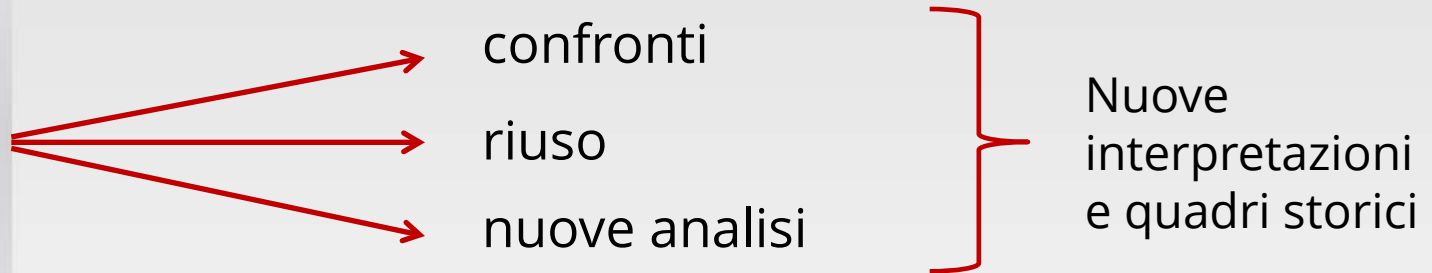 confronti
riuso
nuove analisi
Nuove
interpretazioni
e quadri storici